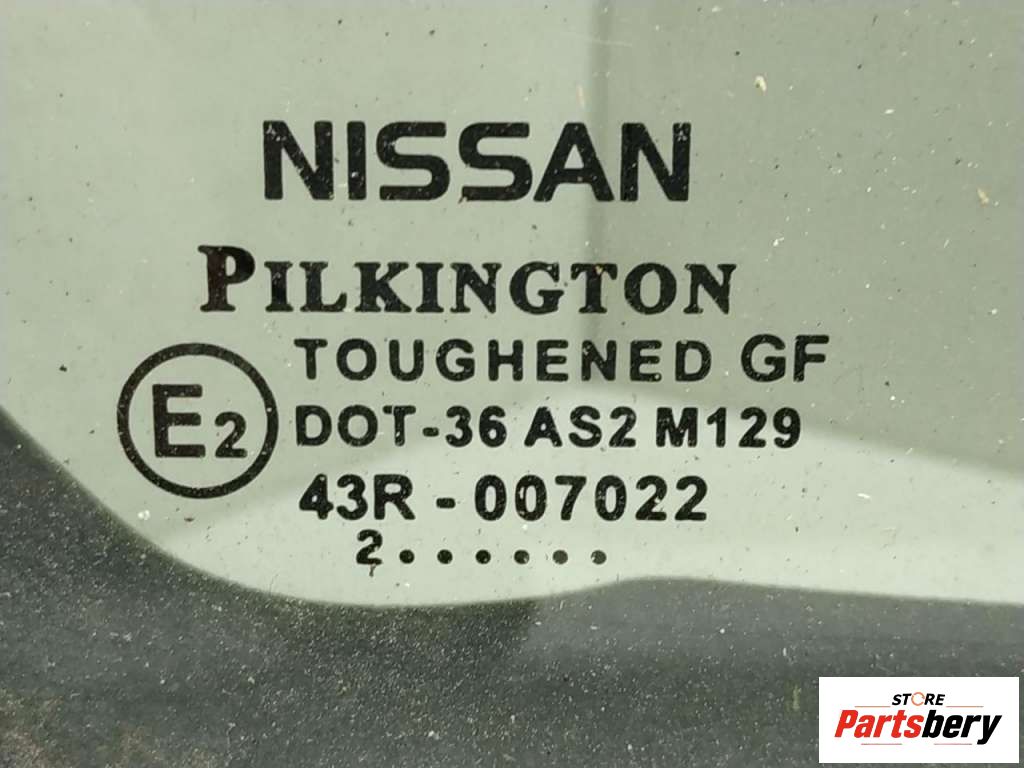 NISSAN
PILKINGTON
TOUGHENED GF
E2
DOT-36 AS2 M129
43R - 007022
2······
STORE
Partsbery